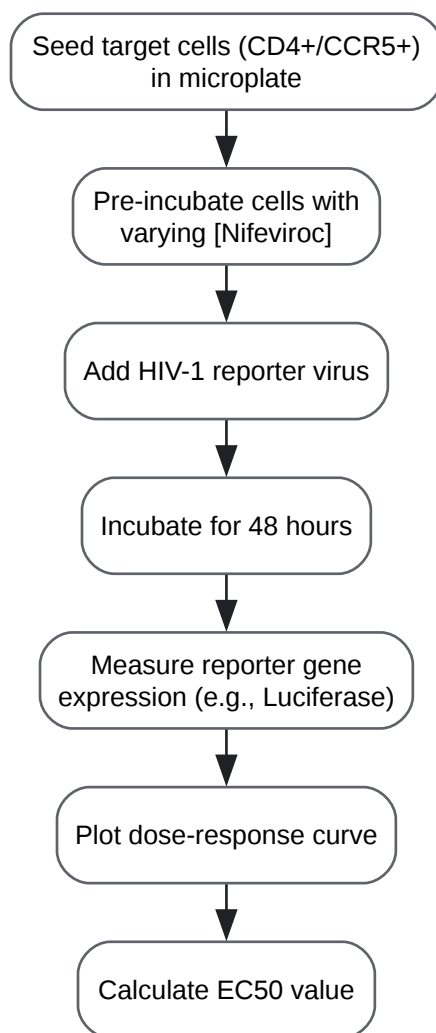 Seed target cells (CD4+/CCR5+)
in microplate
Pre-incubate cells with
varying [Nifeviroc]
Add HIV-1 reporter virus
Incubate for 48 hours
Measure reporter gene
expression (e.g., Luciferase)
Plot dose-response curve
Calculate EC50 value